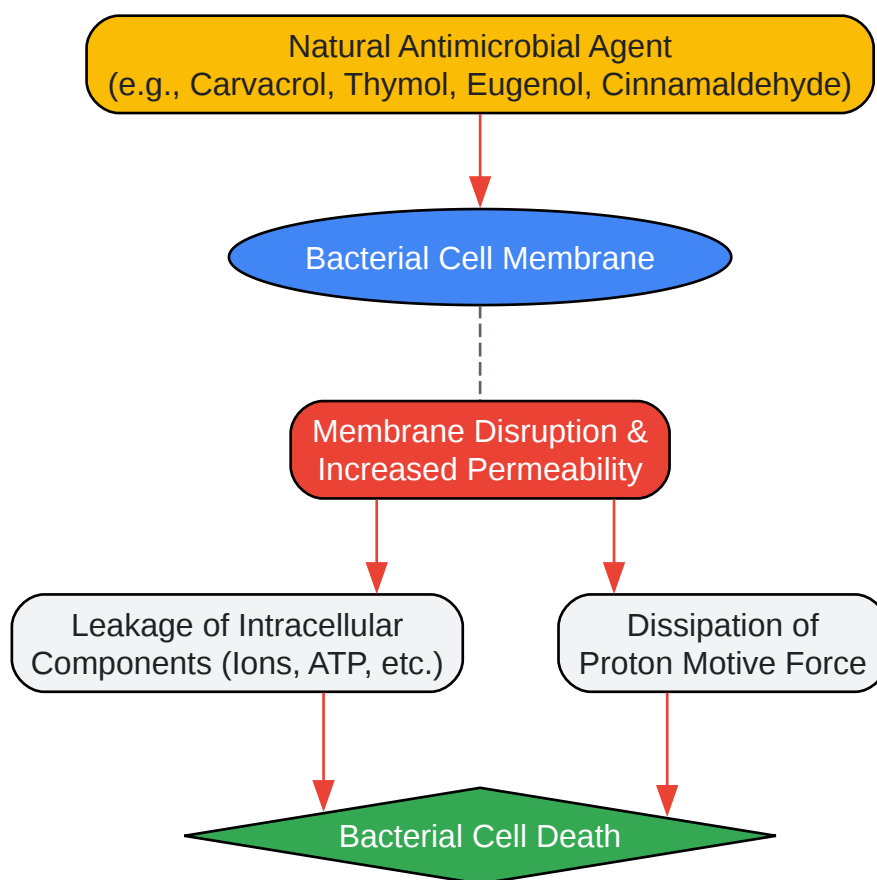 Natural Antimicrobial Agent
(e.g., Carvacrol, Thymol, Eugenol, Cinnamaldehyde)
Bacterial Cell Membrane
Membrane Disruption &
Increased Permeability
Leakage of Intracellular
Components (Ions, ATP, etc.)
Dissipation of
Proton Motive Force
Bacterial Cell Death